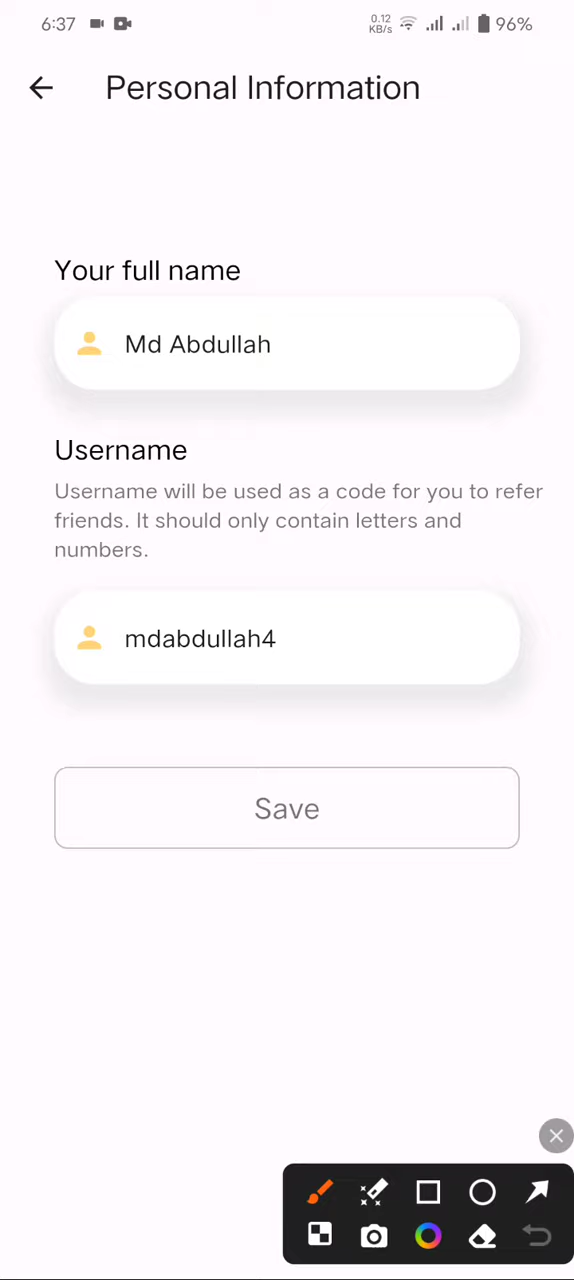 6:37
0.12
KB/s
96%
Personal Information
Your full name
Md Abdullah
Username
Username will be used as a code for you to refer
friends. It should only contain letters and
numbers.
mdabdullah4
Save